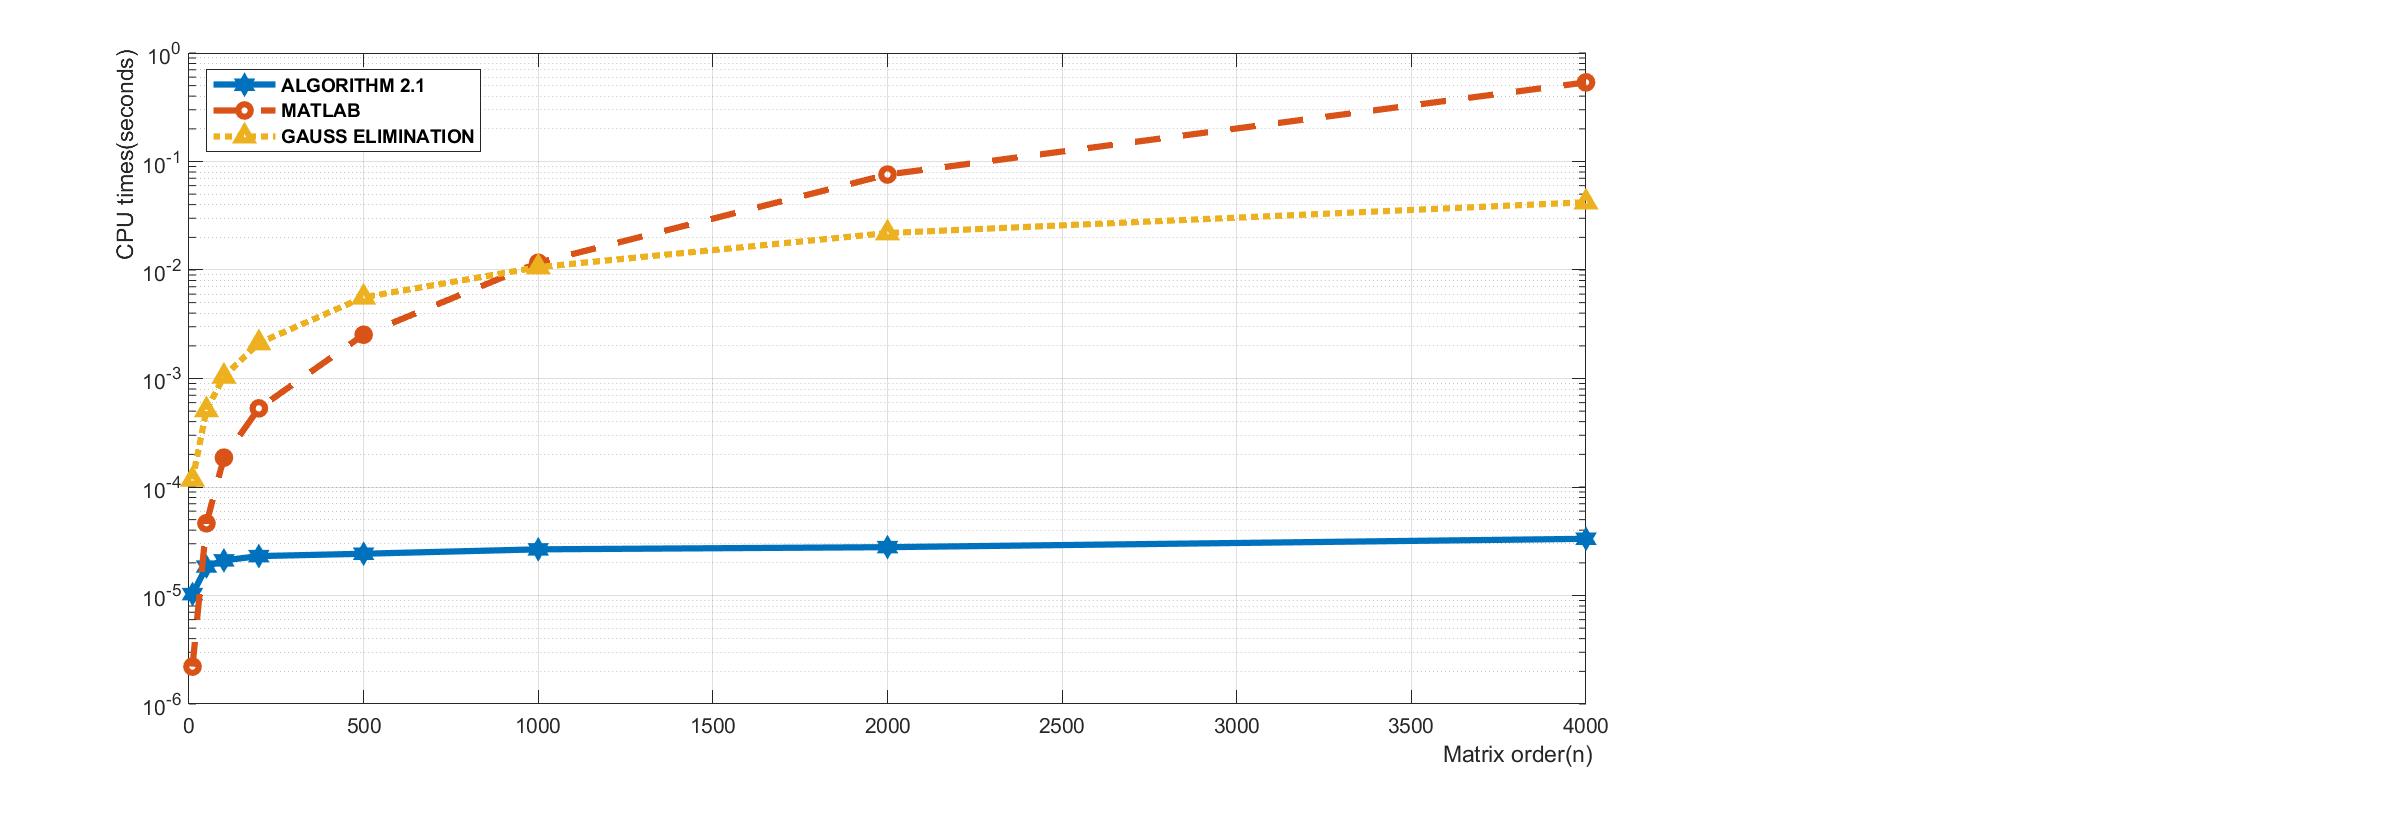 CPU times(seconds)
10^0
10^-1
10^-2
10^-3
10^-4
10^-5
10^-6
ALGORITHM 2.1
MATLAB
GAUSS ELIMINATION
0 500 1000 1500 2000 2500 3000 3500 4000
Matrix order(n)